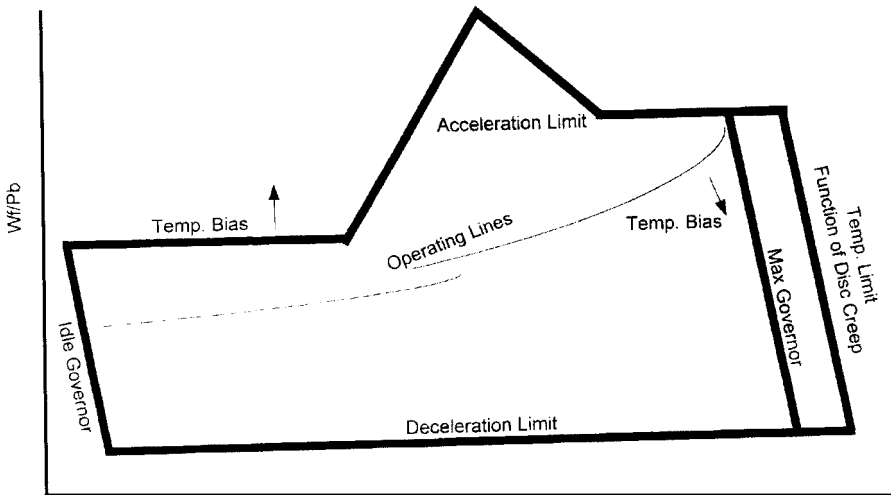 Wf/Pb
Acceleration Limit
Temp. Bias
Operating Lines
Temp. Bias
Temp. Limit
Function of Disc Creep
Max Governor
Idle Governor
Deceleration Limit